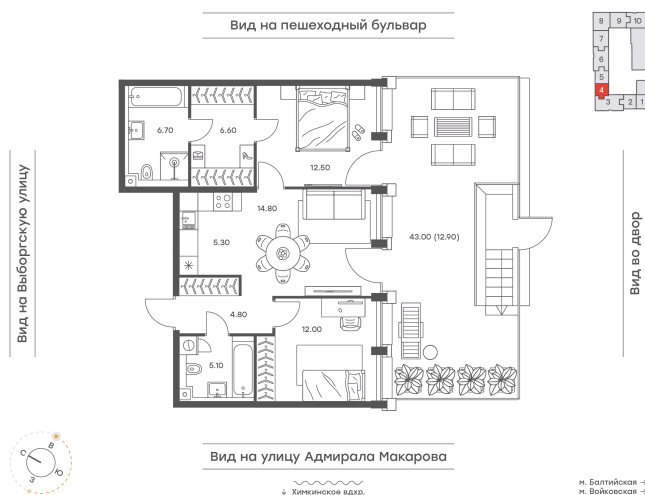 Вид на пешеходный бульвар
8 9 10
7
6
5
4
3 2 1
6.70
6.60
12.50
14.80
5.30
43.00 (12.90)
4.80
12.00
5.10
Вид на Выборгскую улицу
Вид во двор
Вид на улицу Адмирала Макарова
С В Ю З
↓ Химкинское вдхр.
м. Балтийская →
м. Войковская →